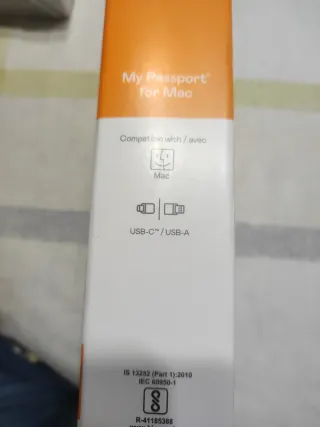 My Passport®
for Mac
Compatible with / avec
Mac
USB-C™ / USB-A
IS 13252 (Part 1):2010
IEC 60950-1
R-41185388